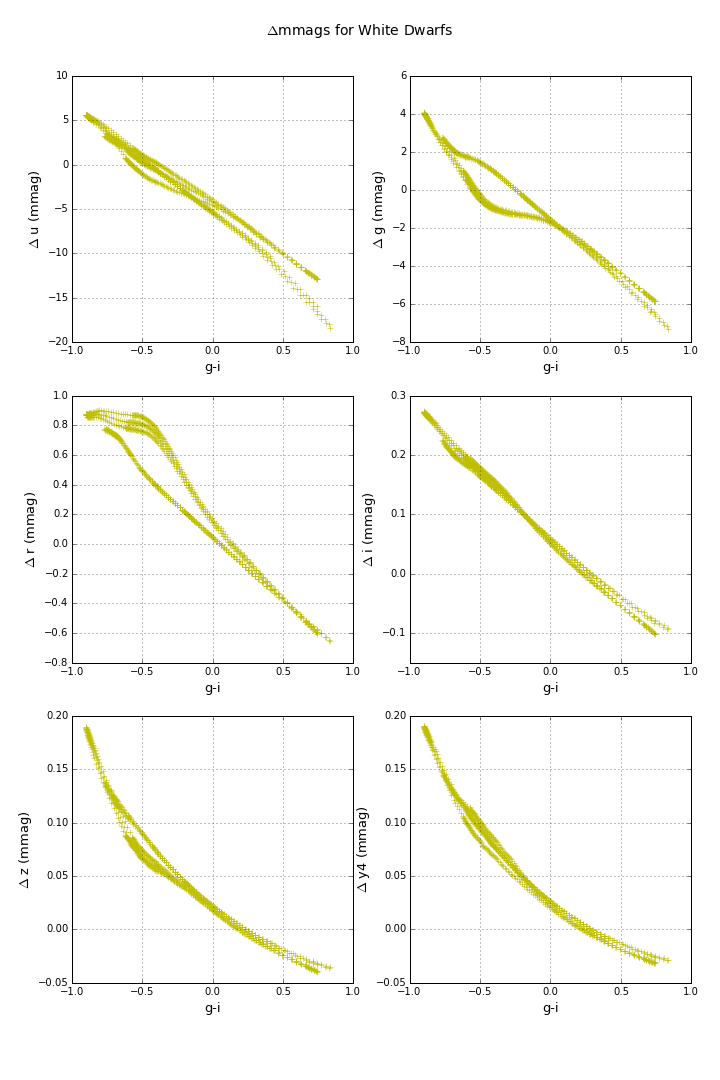 Δmmags for White Dwarfs
10
5
0
−5
−10
−15
−20
−1.0 −0.5 0.0 0.5 1.0
g-i
Δ u (mmag)
6
4
2
0
−2
−4
−6
−8
−1.0 −0.5 0.0 0.5 1.0
g-i
Δ g (mmag)
1.0
0.8
0.6
0.4
0.2
0.0
−0.2
−0.4
−0.6
−0.8
−1.0 −0.5 0.0 0.5 1.0
g-i
Δ r (mmag)
0.3
0.2
0.1
0.0
−0.1
−1.0 −0.5 0.0 0.5 1.0
g-i
Δ i (mmag)
0.20
0.15
0.10
0.05
0.00
−0.05
−1.0 −0.5 0.0 0.5 1.0
g-i
Δ z (mmag)
0.20
0.15
0.10
0.05
0.00
−0.05
−1.0 −0.5 0.0 0.5 1.0
g-i
Δ y4 (mmag)